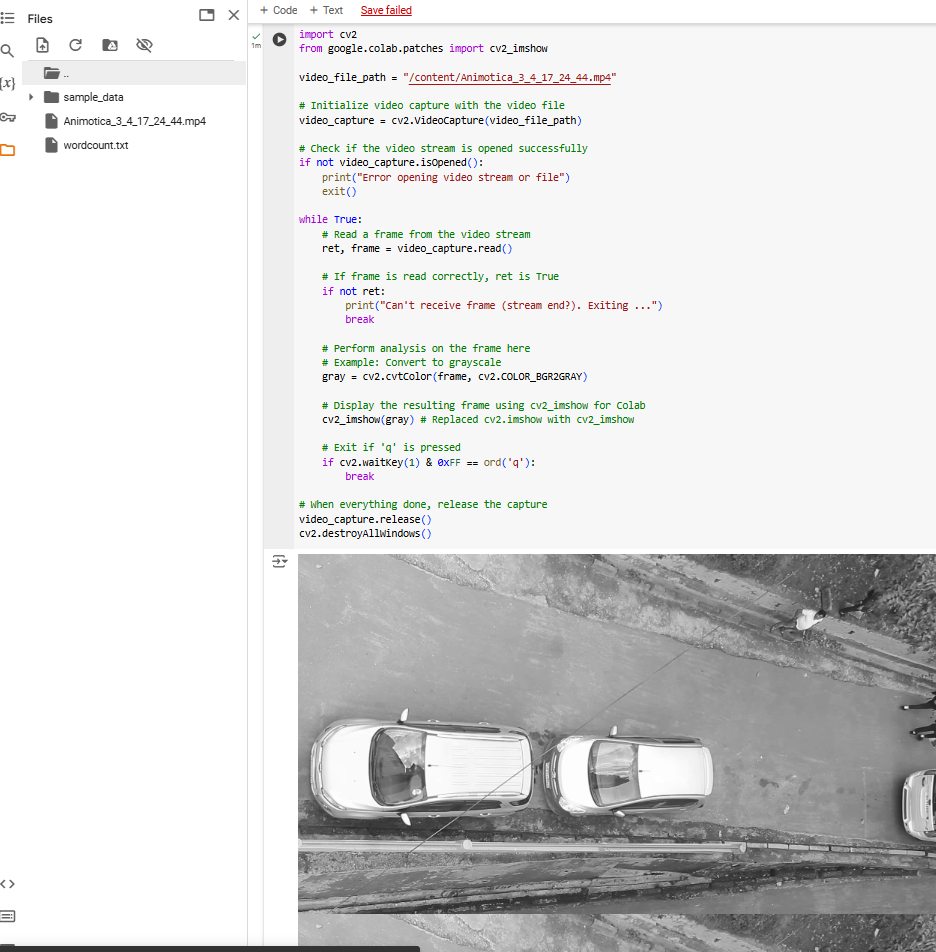 Files
+ Code + Text Save failed
..
sample_data
Animotica_3_4_17_24_44.mp4
wordcount.txt
{x}
<>
1m
import cv2
from google.colab.patches import cv2_imshow
video_file_path = "/content/Animotica_3_4_17_24_44.mp4"
# Initialize video capture with the video file
video_capture = cv2.VideoCapture(video_file_path)
# Check if the video stream is opened successfully
if not video_capture.isOpened():
    print("Error opening video stream or file")
    exit()
while True:
    # Read a frame from the video stream
    ret, frame = video_capture.read()
    # If frame is read correctly, ret is True
    if not ret:
        print("Can't receive frame (stream end?). Exiting ...")
        break
    # Perform analysis on the frame here
    # Example: Convert to grayscale
    gray = cv2.cvtColor(frame, cv2.COLOR_BGR2GRAY)
    # Display the resulting frame using cv2_imshow for Colab
    cv2_imshow(gray) # Replaced cv2.imshow with cv2_imshow
    # Exit if 'q' is pressed
    if cv2.waitKey(1) & 0xFF == ord('q'):
        break
# When everything done, release the capture
video_capture.release()
cv2.destroyAllWindows()